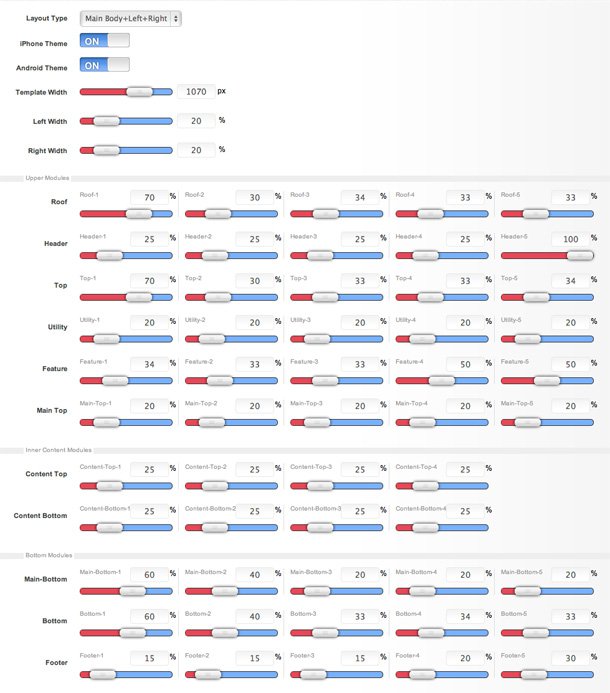 Layout Type Main Body+Left+Right
iPhone Theme ON
Android Theme ON
Template Width 1070 px
Left Width 20 %
Right Width 20 %
Upper Modules
Roof-1 70 % Roof-2 30 % Roof-3 34 % Roof-4 33 % Roof-5 33 %
Roof
Header-1 25 % Header-2 25 % Header-3 25 % Header-4 25 % Header-5 100 %
Header
Top-1 70 % Top-2 30 % Top-3 33 % Top-4 33 % Top-5 34 %
Top
Utility-1 20 % Utility-2 20 % Utility-3 20 % Utility-4 20 % Utility-5 20 %
Utility
Feature-1 34 % Feature-2 33 % Feature-3 33 % Feature-4 50 % Feature-5 50 %
Feature
Main-Top-1 20 % Main-Top-2 20 % Main-Top-3 20 % Main-Top-4 20 % Main-Top-5 20 %
Main Top
Inner Content Modules
Content-Top-1 25 % Content-Top-2 25 % Content-Top-3 25 % Content-Top-4 25 %
Content Top
Content-Bottom-1 25 % Content-Bottom-2 25 % Content-Bottom-3 25 % Content-Bottom-4 25 %
Content Bottom
Bottom Modules
Main-Bottom-1 60 % Main-Bottom-2 40 % Main-Bottom-3 20 % Main-Bottom-4 20 % Main-Bottom-5 20 %
Main-Bottom
Bottom-1 60 % Bottom-2 40 % Bottom-3 33 % Bottom-4 34 % Bottom-5 33 %
Bottom
Footer-1 15 % Footer-2 15 % Footer-3 15 % Footer-4 20 % Footer-5 30 %
Footer